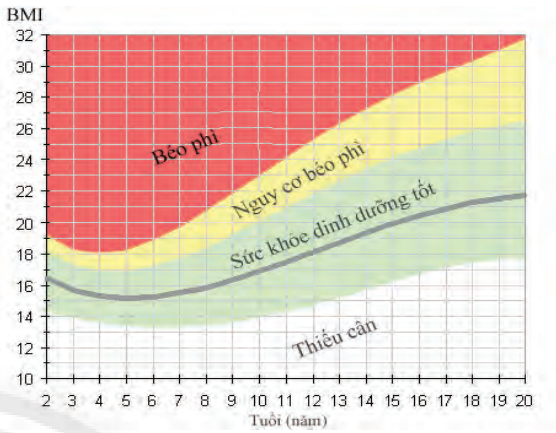 BMI
32
30
28
26
24
22
20
18
16
14
12
10
Béo phì
Nguy cơ béo phì
Sức khỏe dinh dưỡng tốt
Thiếu cân
2 3 4 5 6 7 8 9 10 11 12 13 14 15 16 17 18 19 20
Tuổi (năm)